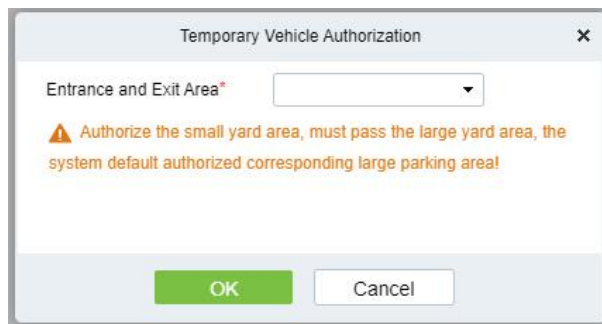 Temporary Vehicle Authorization
Entrance and Exit Area*
Authorize the small yard area, must pass the large yard area, the
system default authorized corresponding large parking area!
OK Cancel